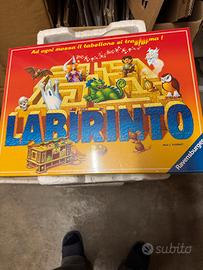 Ad ogni mossa il tabellone si trasforma!
LABIRINTO
Ravensburger
subito